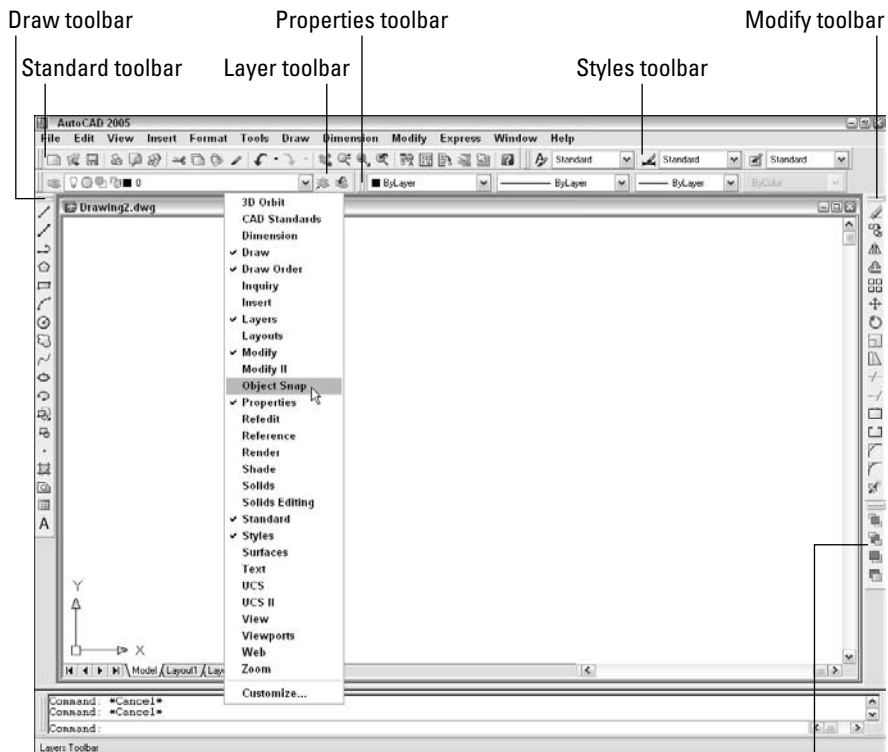 Draw toolbar Properties toolbar Modify toolbar
Standard toolbar Layer toolbar Styles toolbar
AutoCAD 2005
File Edit View Insert Format Tools Draw Dimension Modify Express Window Help
Standard Standard Standard
0 ByLayer ByLayer ByLayer ByColor
Drawing2.dwg
3D Orbit
CAD Standards
Dimension
Draw
Draw Order
Inquiry
Insert
Layers
Layouts
Modify
Modify II
Object Snap
Properties
Refedit
Reference
Render
Shade
Solids
Solids Editing
Standard
Styles
Surfaces
Text
UCS
UCS II
View
Viewports
Web
Zoom
Customize...
A
Y
X
Model Layout1 Lay
Command: *Cancel*
Command: *Cancel*
Command:
Layers Toolbar